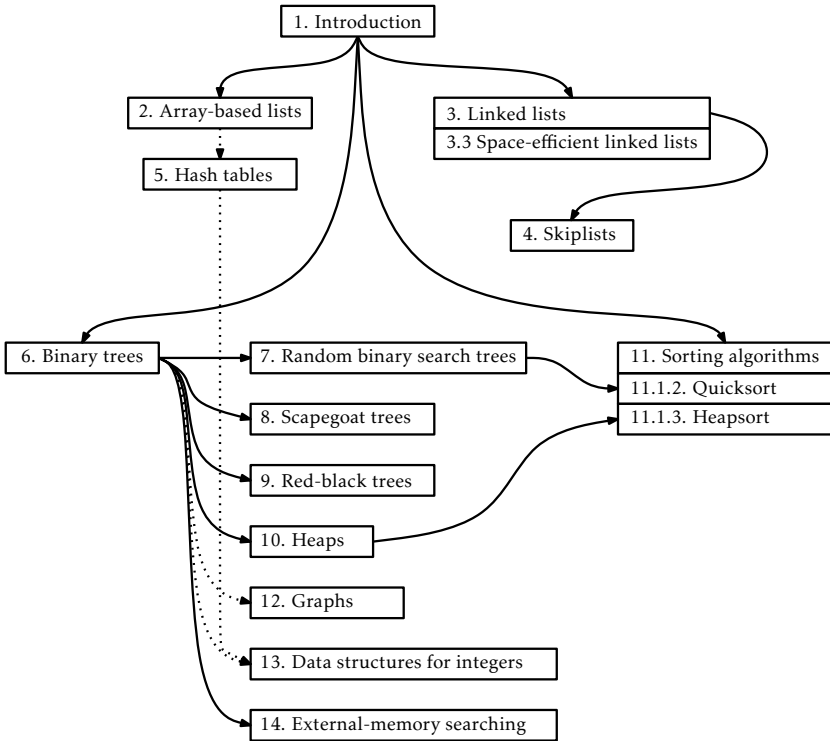 1. Introduction
2. Array-based lists
3. Linked lists
3.3 Space-efficient linked lists
5. Hash tables
4. Skiplists
6. Binary trees
7. Random binary search trees
11. Sorting algorithms
11.1.2. Quicksort
8. Scapegoat trees
11.1.3. Heapsort
9. Red-black trees
10. Heaps
12. Graphs
13. Data structures for integers
14. External-memory searching